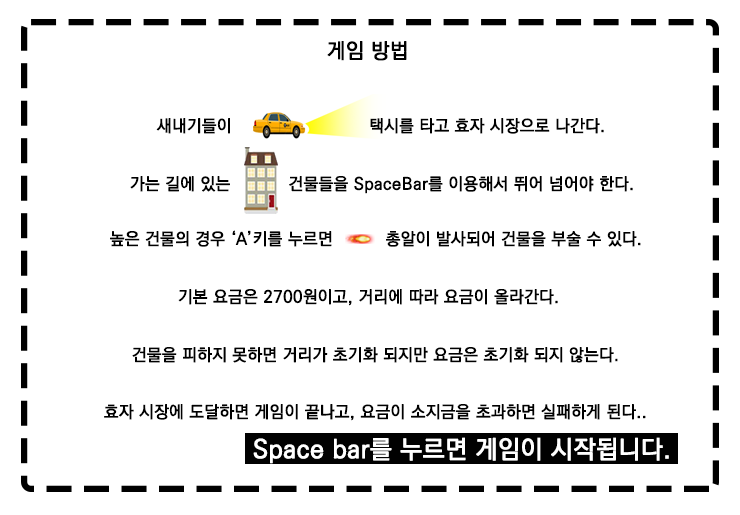 게임 방법
새내기들이 택시를 타고 효자 시장으로 나간다.
가는 길에 있는 건물들을 SpaceBar를 이용해서 뛰어 넘어야 한다.
높은 건물의 경우 ‘A’키를 누르면 총알이 발사되어 건물을 부술 수 있다.
기본 요금은 2700원이고, 거리에 따라 요금이 올라간다.
건물을 피하지 못하면 거리가 초기화 되지만 요금은 초기화 되지 않는다.
효자 시장에 도달하면 게임이 끝나고, 요금이 소지금을 초과하면 실패하게 된다..
Space bar를 누르면 게임이 시작됩니다.